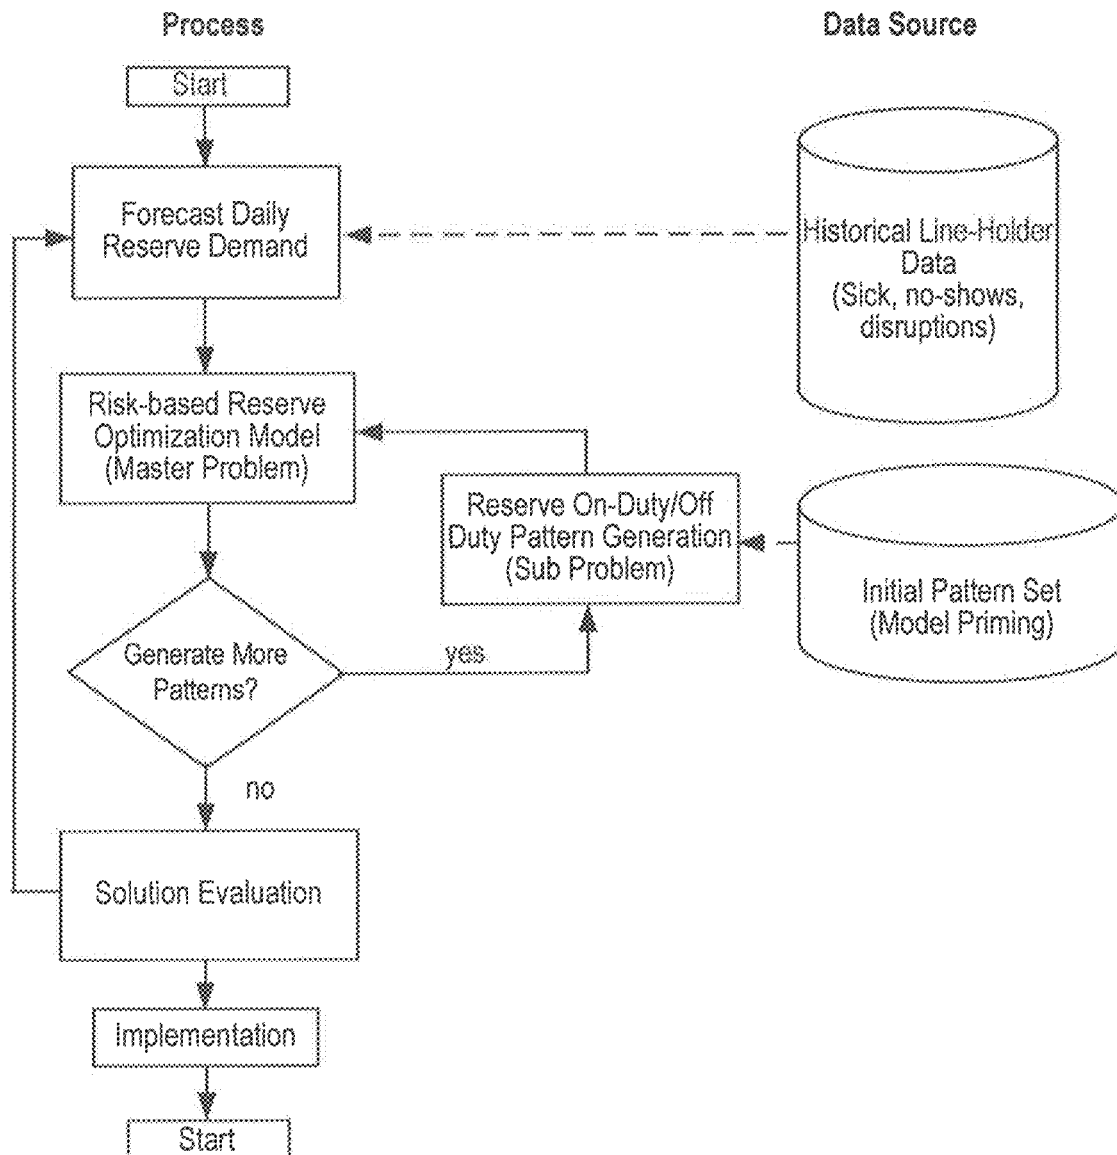 Process
Data Source
Start
Forecast Daily
Reserve Demand
Historical Line-Holder
Data
(Sick, no-shows,
disruptions)
Risk-based Reserve
Optimization Model
(Master Problem)
Reserve On-Duty/Off
Duty Pattern Generation
(Sub Problem)
Initial Pattern Set
(Model Priming)
Generate More
Patterns?
yes
no
Solution Evaluation
Implementation
Start